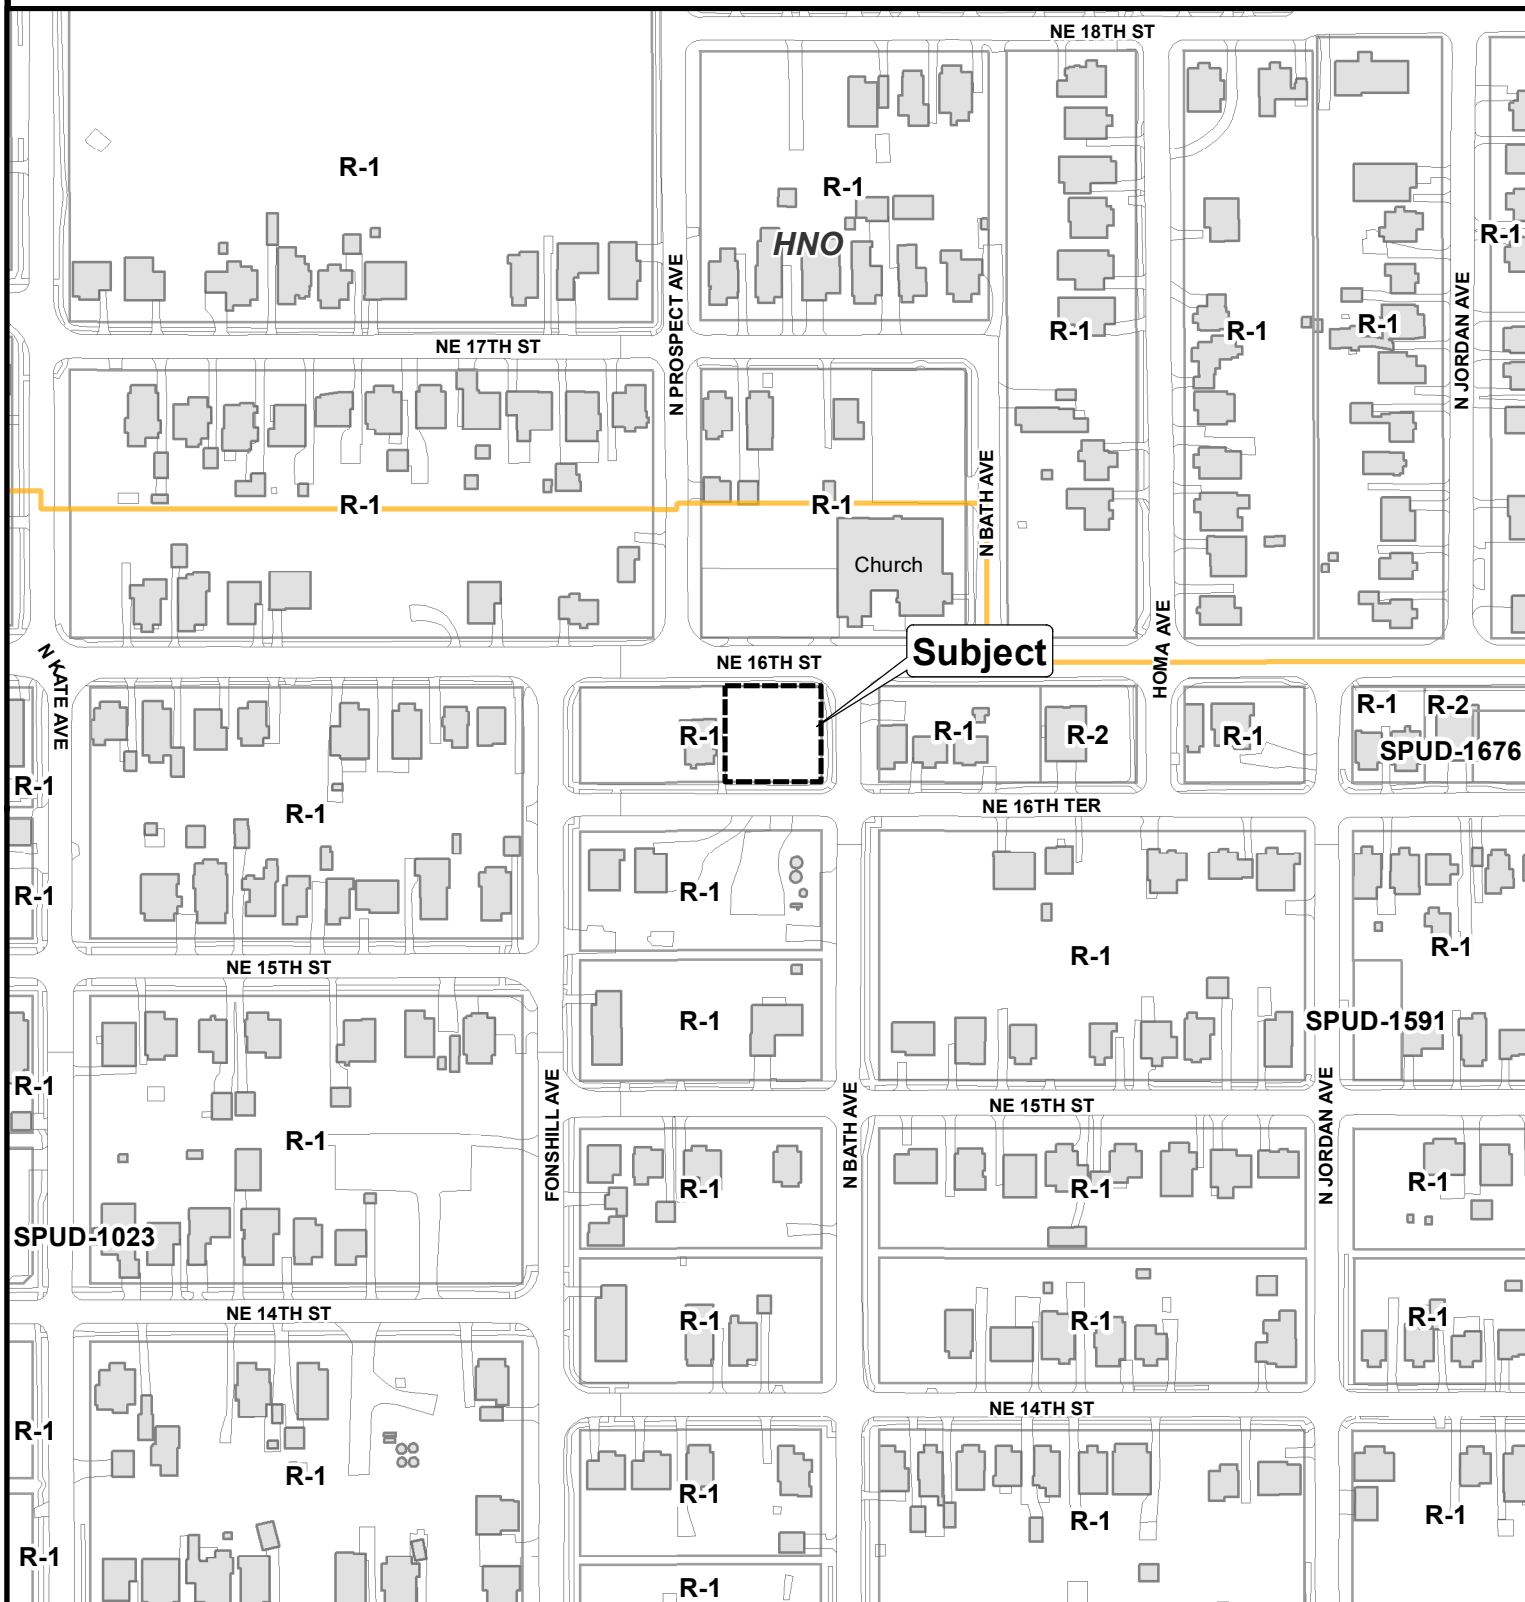 NE 18TH ST
R-1
R-1
HNO
R-1
N PROSPECT AVE
N JORDAN AVE
R-1
R-1
R-1
NE 17TH ST
R-1
R-1
N BATH AVE
Church
HOMA AVE
N KATE AVE
NE 16TH ST
Subject
R-1
R-1
R-2
R-1
R-1
R-2
SPUD-1676
R-1
R-1
NE 16TH TER
R-1
R-1
R-1
R-1
NE 15TH ST
R-1
R-1
SPUD-1591
R-1
FONSHILL AVE
N BATH AVE
NE 15TH ST
N JORDAN AVE
R-1
R-1
R-1
R-1
SPUD-1023
NE 14TH ST
R-1
R-1
R-1
NE 14TH ST
R-1
R-1
R-1
R-1
R-1
R-1
R-1